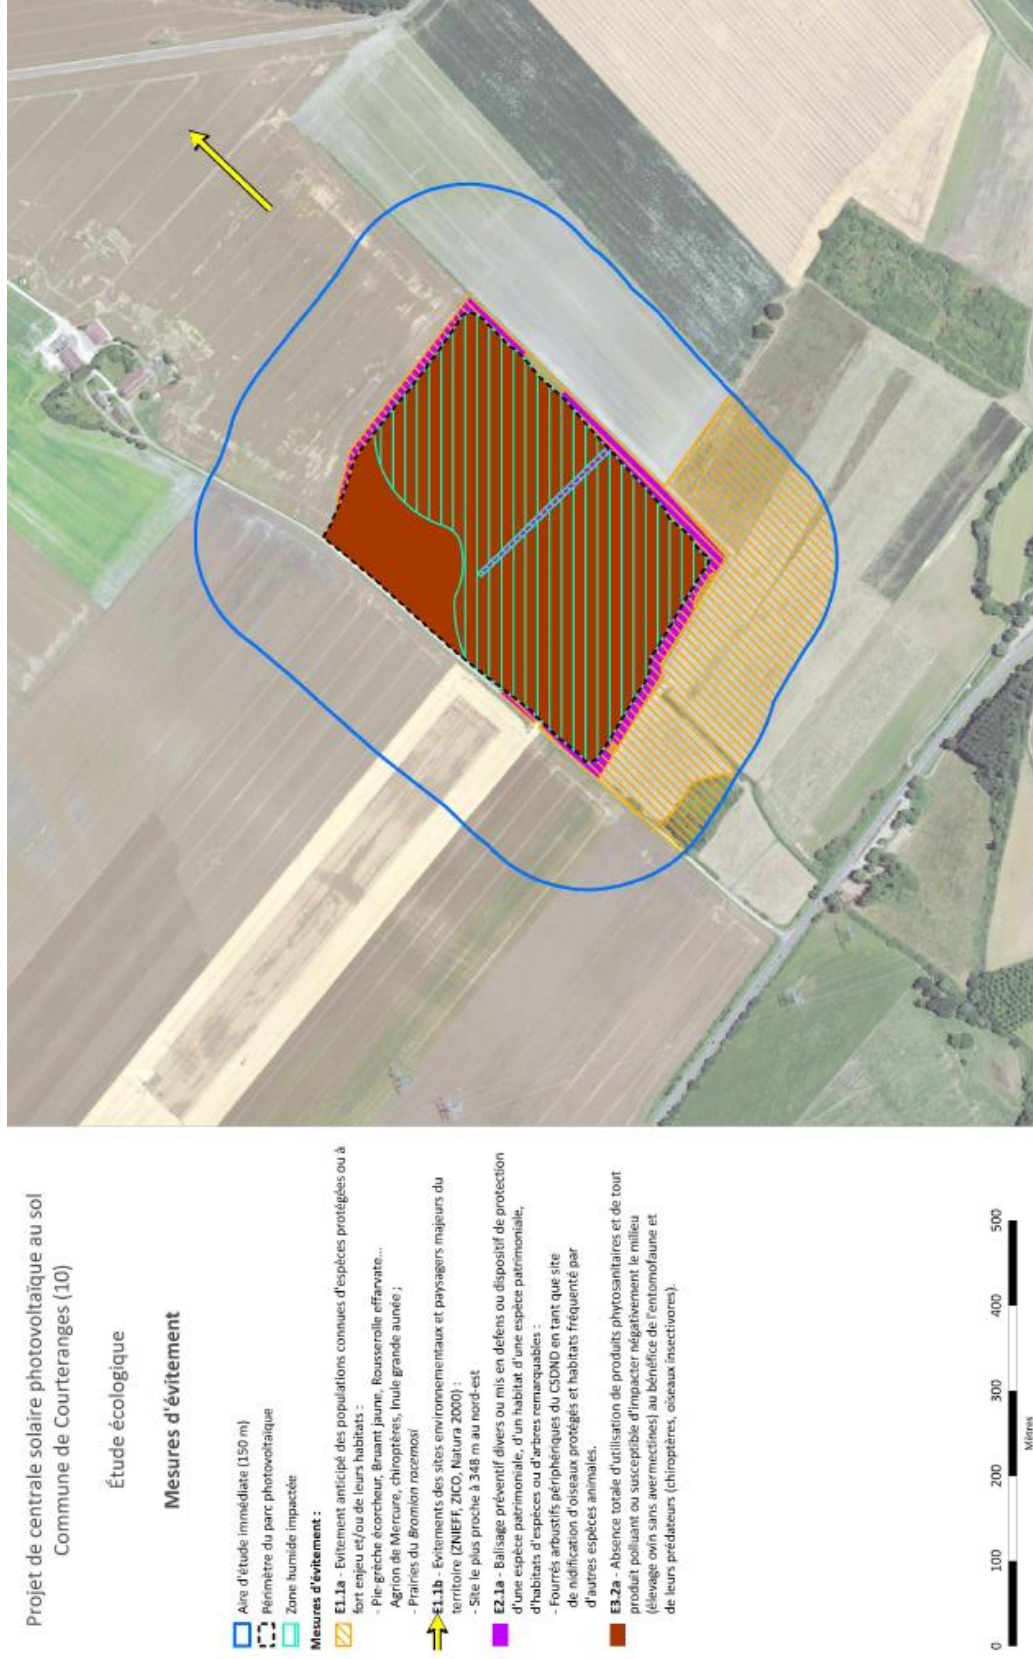 Projet de centrale solaire photovoltaïque au sol
Commune de Courteranges (10)
Étude écologique
Mesures d'évitement
Aire d'étude immédiate (150 m)
Périmètre du parc photovoltaïque
Zone humide impactée
Mesures d'évitement :
E1.1a - Evitement anticipé des populations connues d'espèces protégées ou à
fort enjeu et/ou de leurs habitats :
- Pie-grièche écorcheur, Bruant jaune, Rousserolle effarvate...
Agrion de Mercure, chiroptères, Inule grande aunée ;
- Prairies du Bromion racemosi
E1.1b - Evitements des sites environnementaux et paysagers majeurs du
territoire (ZNIEFF, ZICO, Natura 2000) :
- Site le plus proche à 348 m au nord-est
E2.1a - Balisage préventif divers ou mis en defens ou dispositif de protection
d'une espèce patrimoniale, d'un habitat d'une espèce patrimoniale,
d'habitats d'espèces ou d'arbres remarquables :
- Fourrés arbustifs périphériques du CSDND en tant que site
de nidification d'oiseaux protégés et habitats fréquenté par
d'autres espèces animales.
E3.2a - Absence totale d'utilisation de produits phytosanitaires et de tout
produit polluant ou susceptible d'impacter négativement le milieu
(élevage ovin sans avermectines) au bénéfice de l'entomofaune et
de leurs prédateurs (chiroptères, oiseaux insectivores).
0 100 200 300 400 500
Mètres